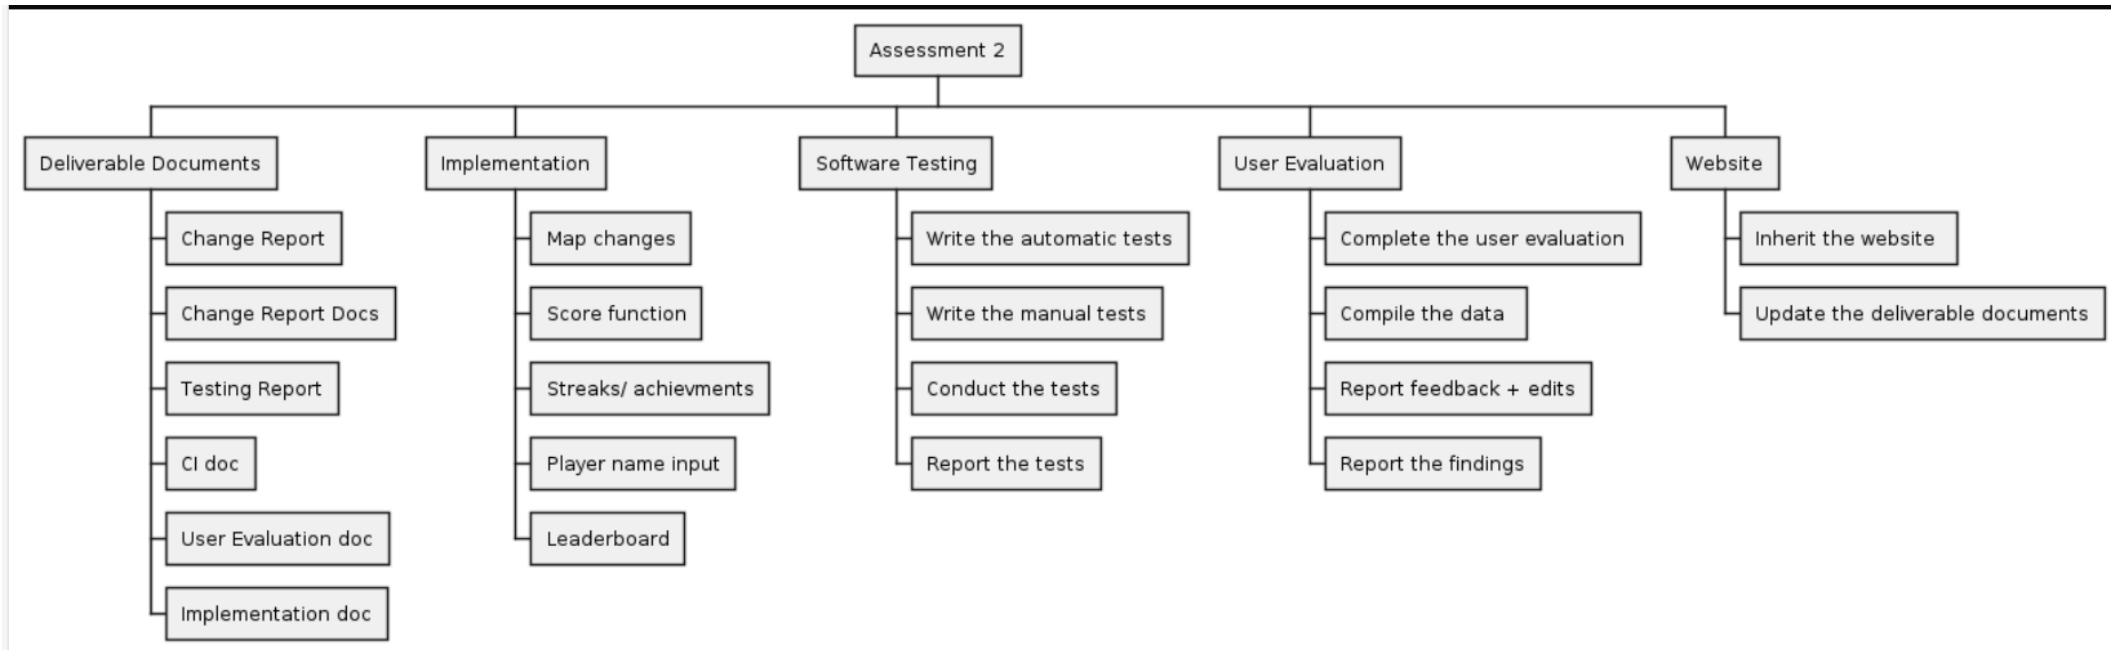 Assessment 2
Deliverable Documents
Change Report
Change Report Docs
Testing Report
CI doc
User Evaluation doc
Implementation doc
Implementation
Map changes
Score function
Streaks/ achievments
Player name input
Leaderboard
Software Testing
Write the automatic tests
Write the manual tests
Conduct the tests
Report the tests
User Evaluation
Complete the user evaluation
Compile the data
Report feedback + edits
Report the findings
Website
Inherit the website
Update the deliverable documents